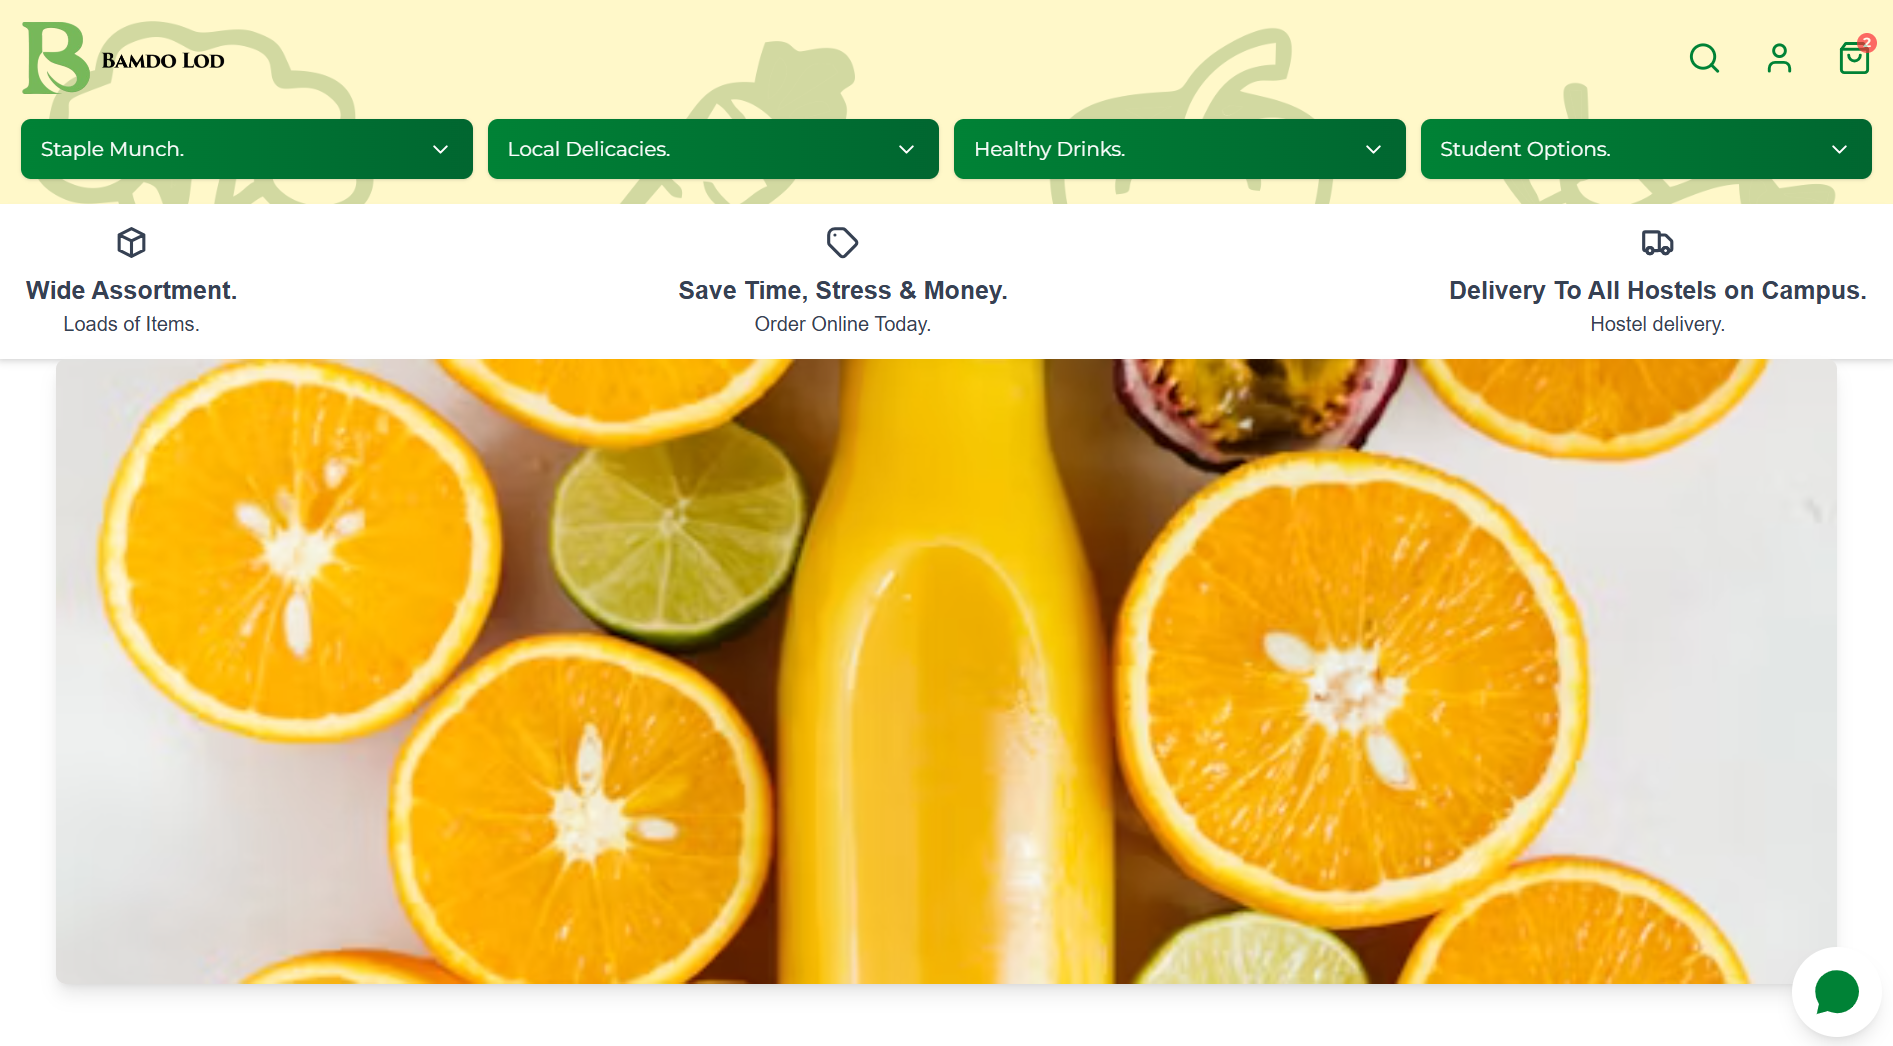 BAMDO LOD
2
Staple Munch.
Local Delicacies.
Healthy Drinks.
Student Options.
Wide Assortment.
Loads of Items.
Save Time, Stress & Money.
Order Online Today.
Delivery To All Hostels on Campus.
Hostel delivery.